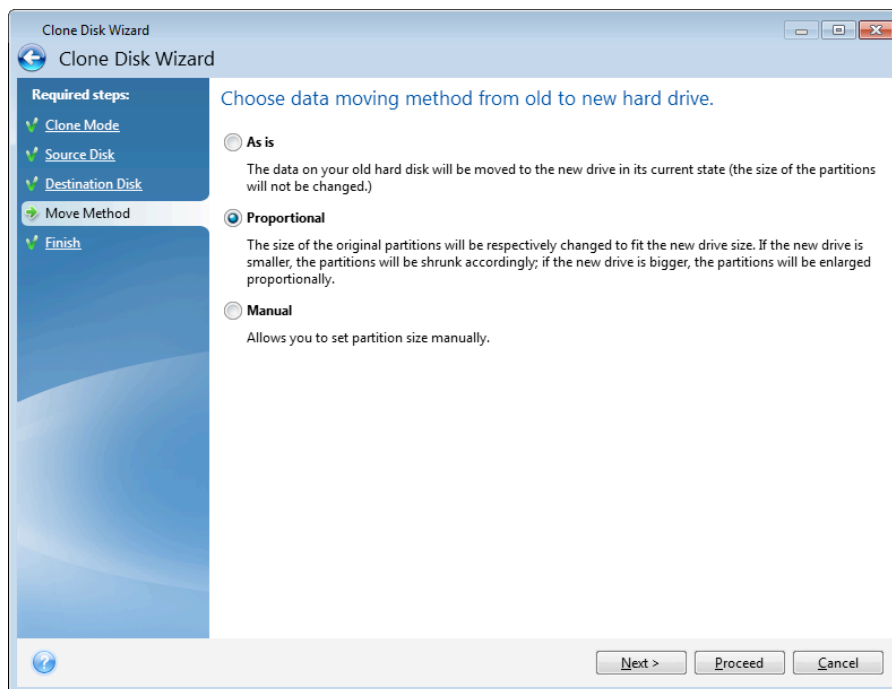 Clone Disk Wizard
Clone Disk Wizard
Required steps:
Clone Mode
Source Disk
Destination Disk
Move Method
Finish
Choose data moving method from old to new hard drive.
As is
The data on your old hard disk will be moved to the new drive in its current state (the size of the partitions
will not be changed.)
Proportional
The size of the original partitions will be respectively changed to fit the new drive size. If the new drive is
smaller, the partitions will be shrunk accordingly; if the new drive is bigger, the partitions will be enlarged
proportionally.
Manual
Allows you to set partition size manually.
Next >
Proceed
Cancel